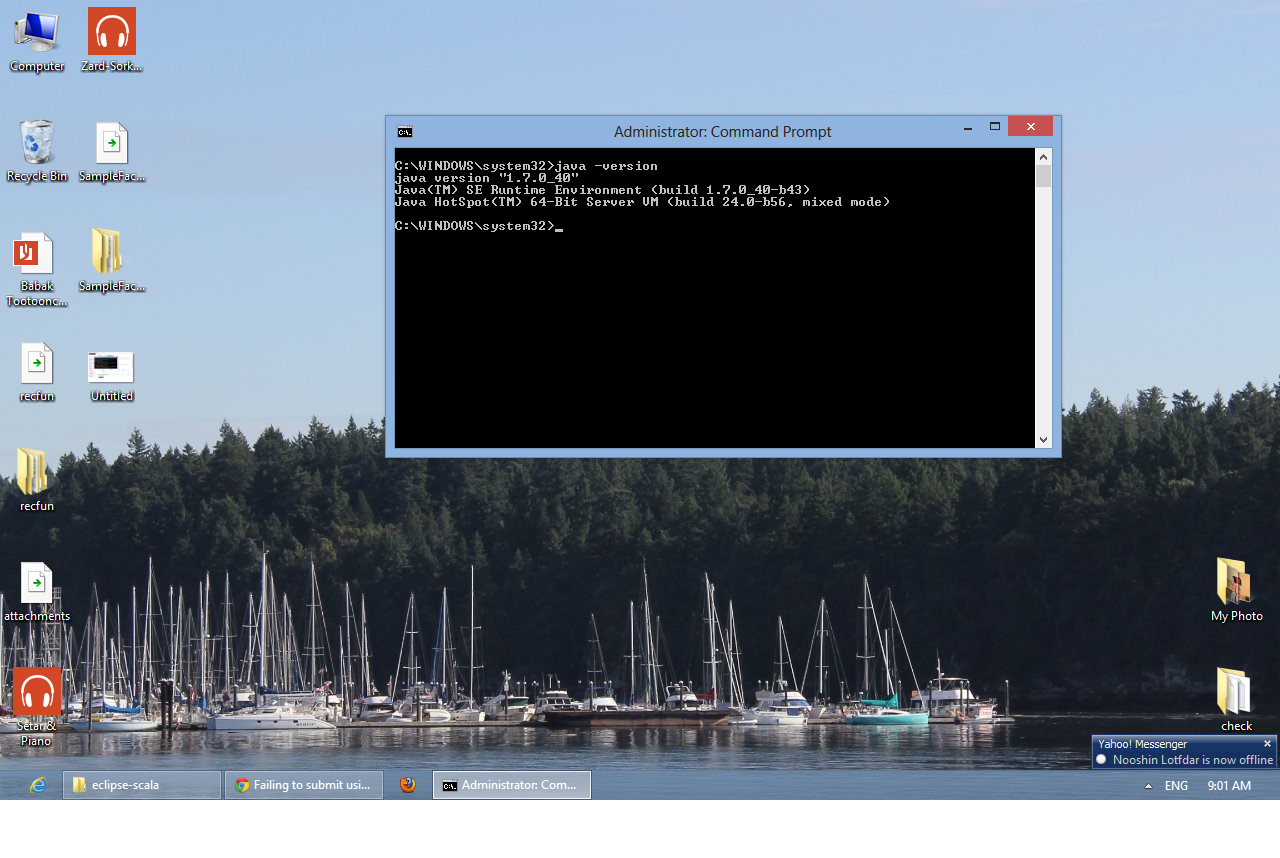 Computer
Zard-Sork...
Recycle Bin
SampleFac...
Babak
Tootoonc...
SampleFac...
recfun
Untitled
recfun
attachments
Setar &
Piano
Administrator: Command Prompt
C:\WINDOWS\system32>java -version
java version "1.7.0_40"
Java(TM) SE Runtime Environment (build 1.7.0_40-b43)
Java HotSpot(TM) 64-Bit Server VM (build 24.0-b56, mixed mode)
C:\WINDOWS\system32>_
My Photo
check
Yahoo! Messenger
Nooshin Lotfdar is now offline
eclipse-scala
Failing to submit usi...
Administrator: Com...
ENG
9:01 AM